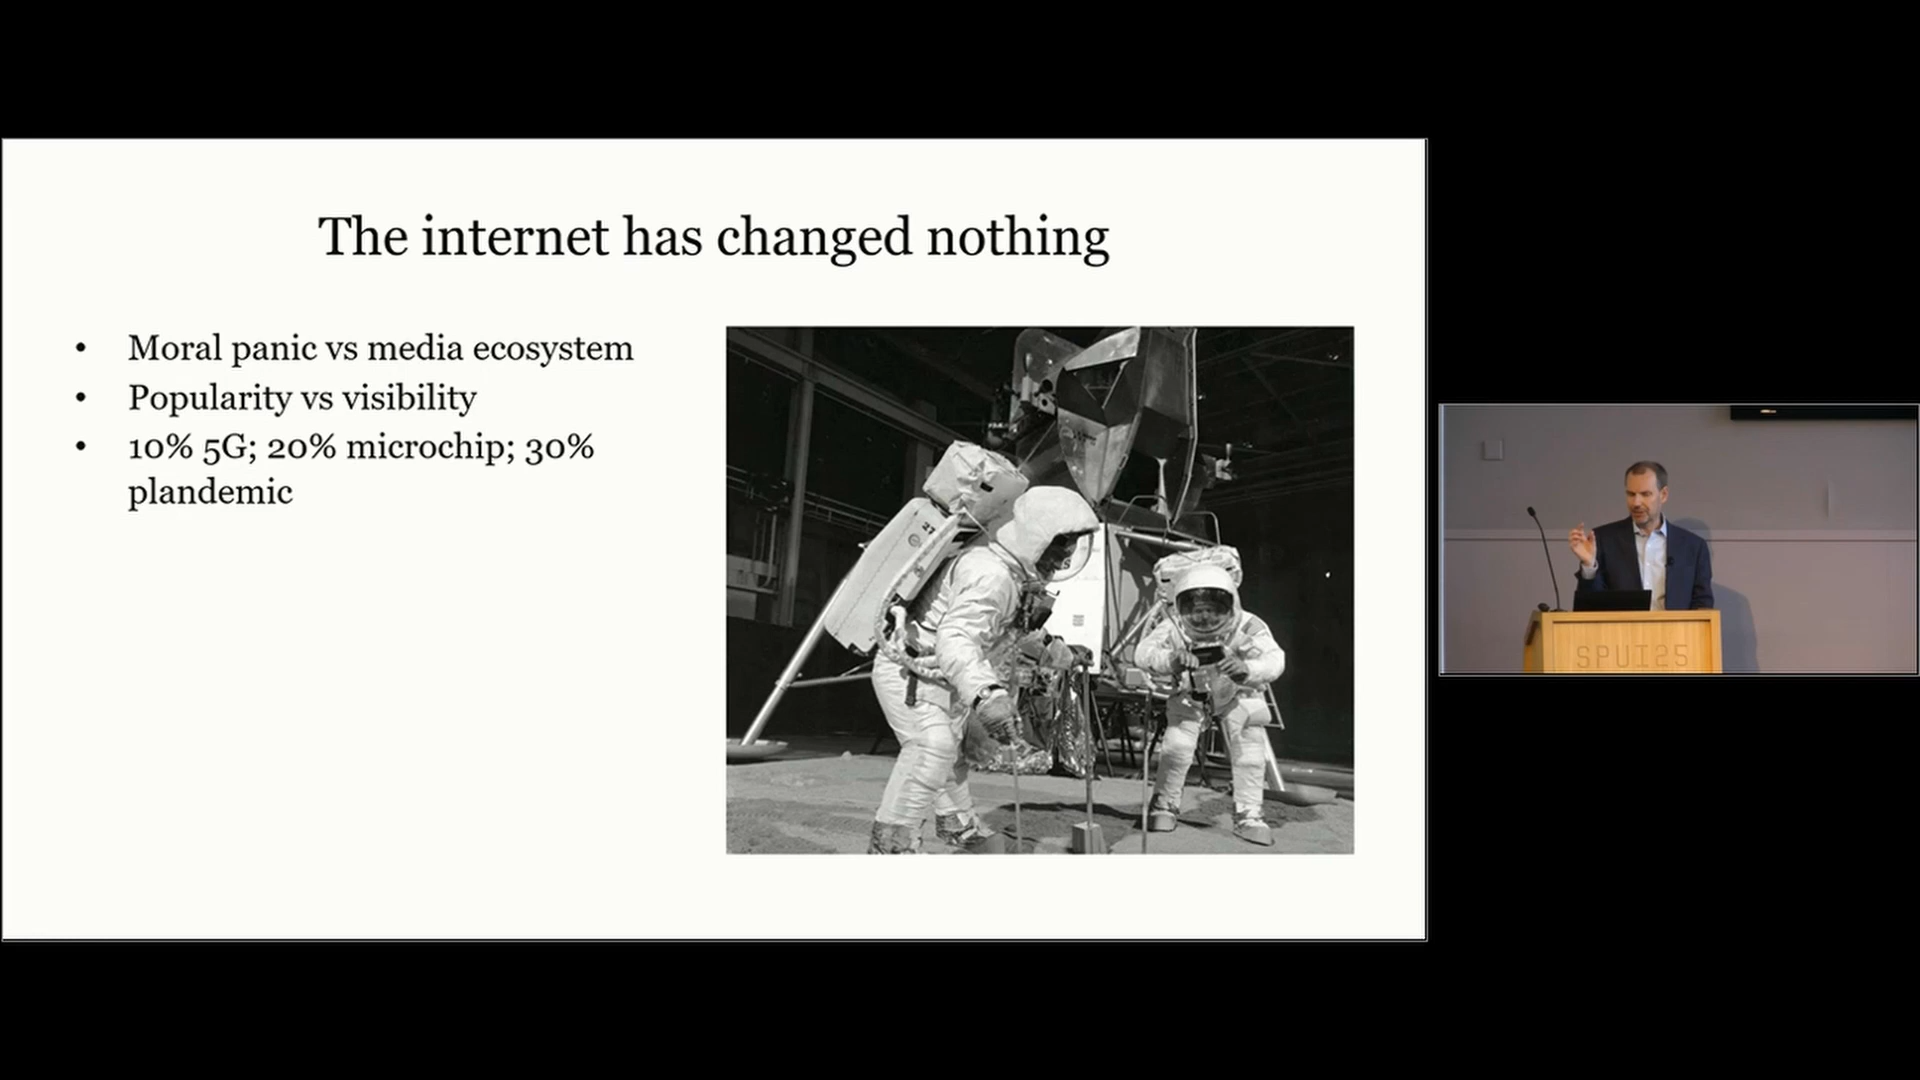 The internet has changed nothing
• Moral panic vs media ecosystem
• Popularity vs visibility
• 10% 5G; 20% microchip; 30%
plandemic
SPUI25